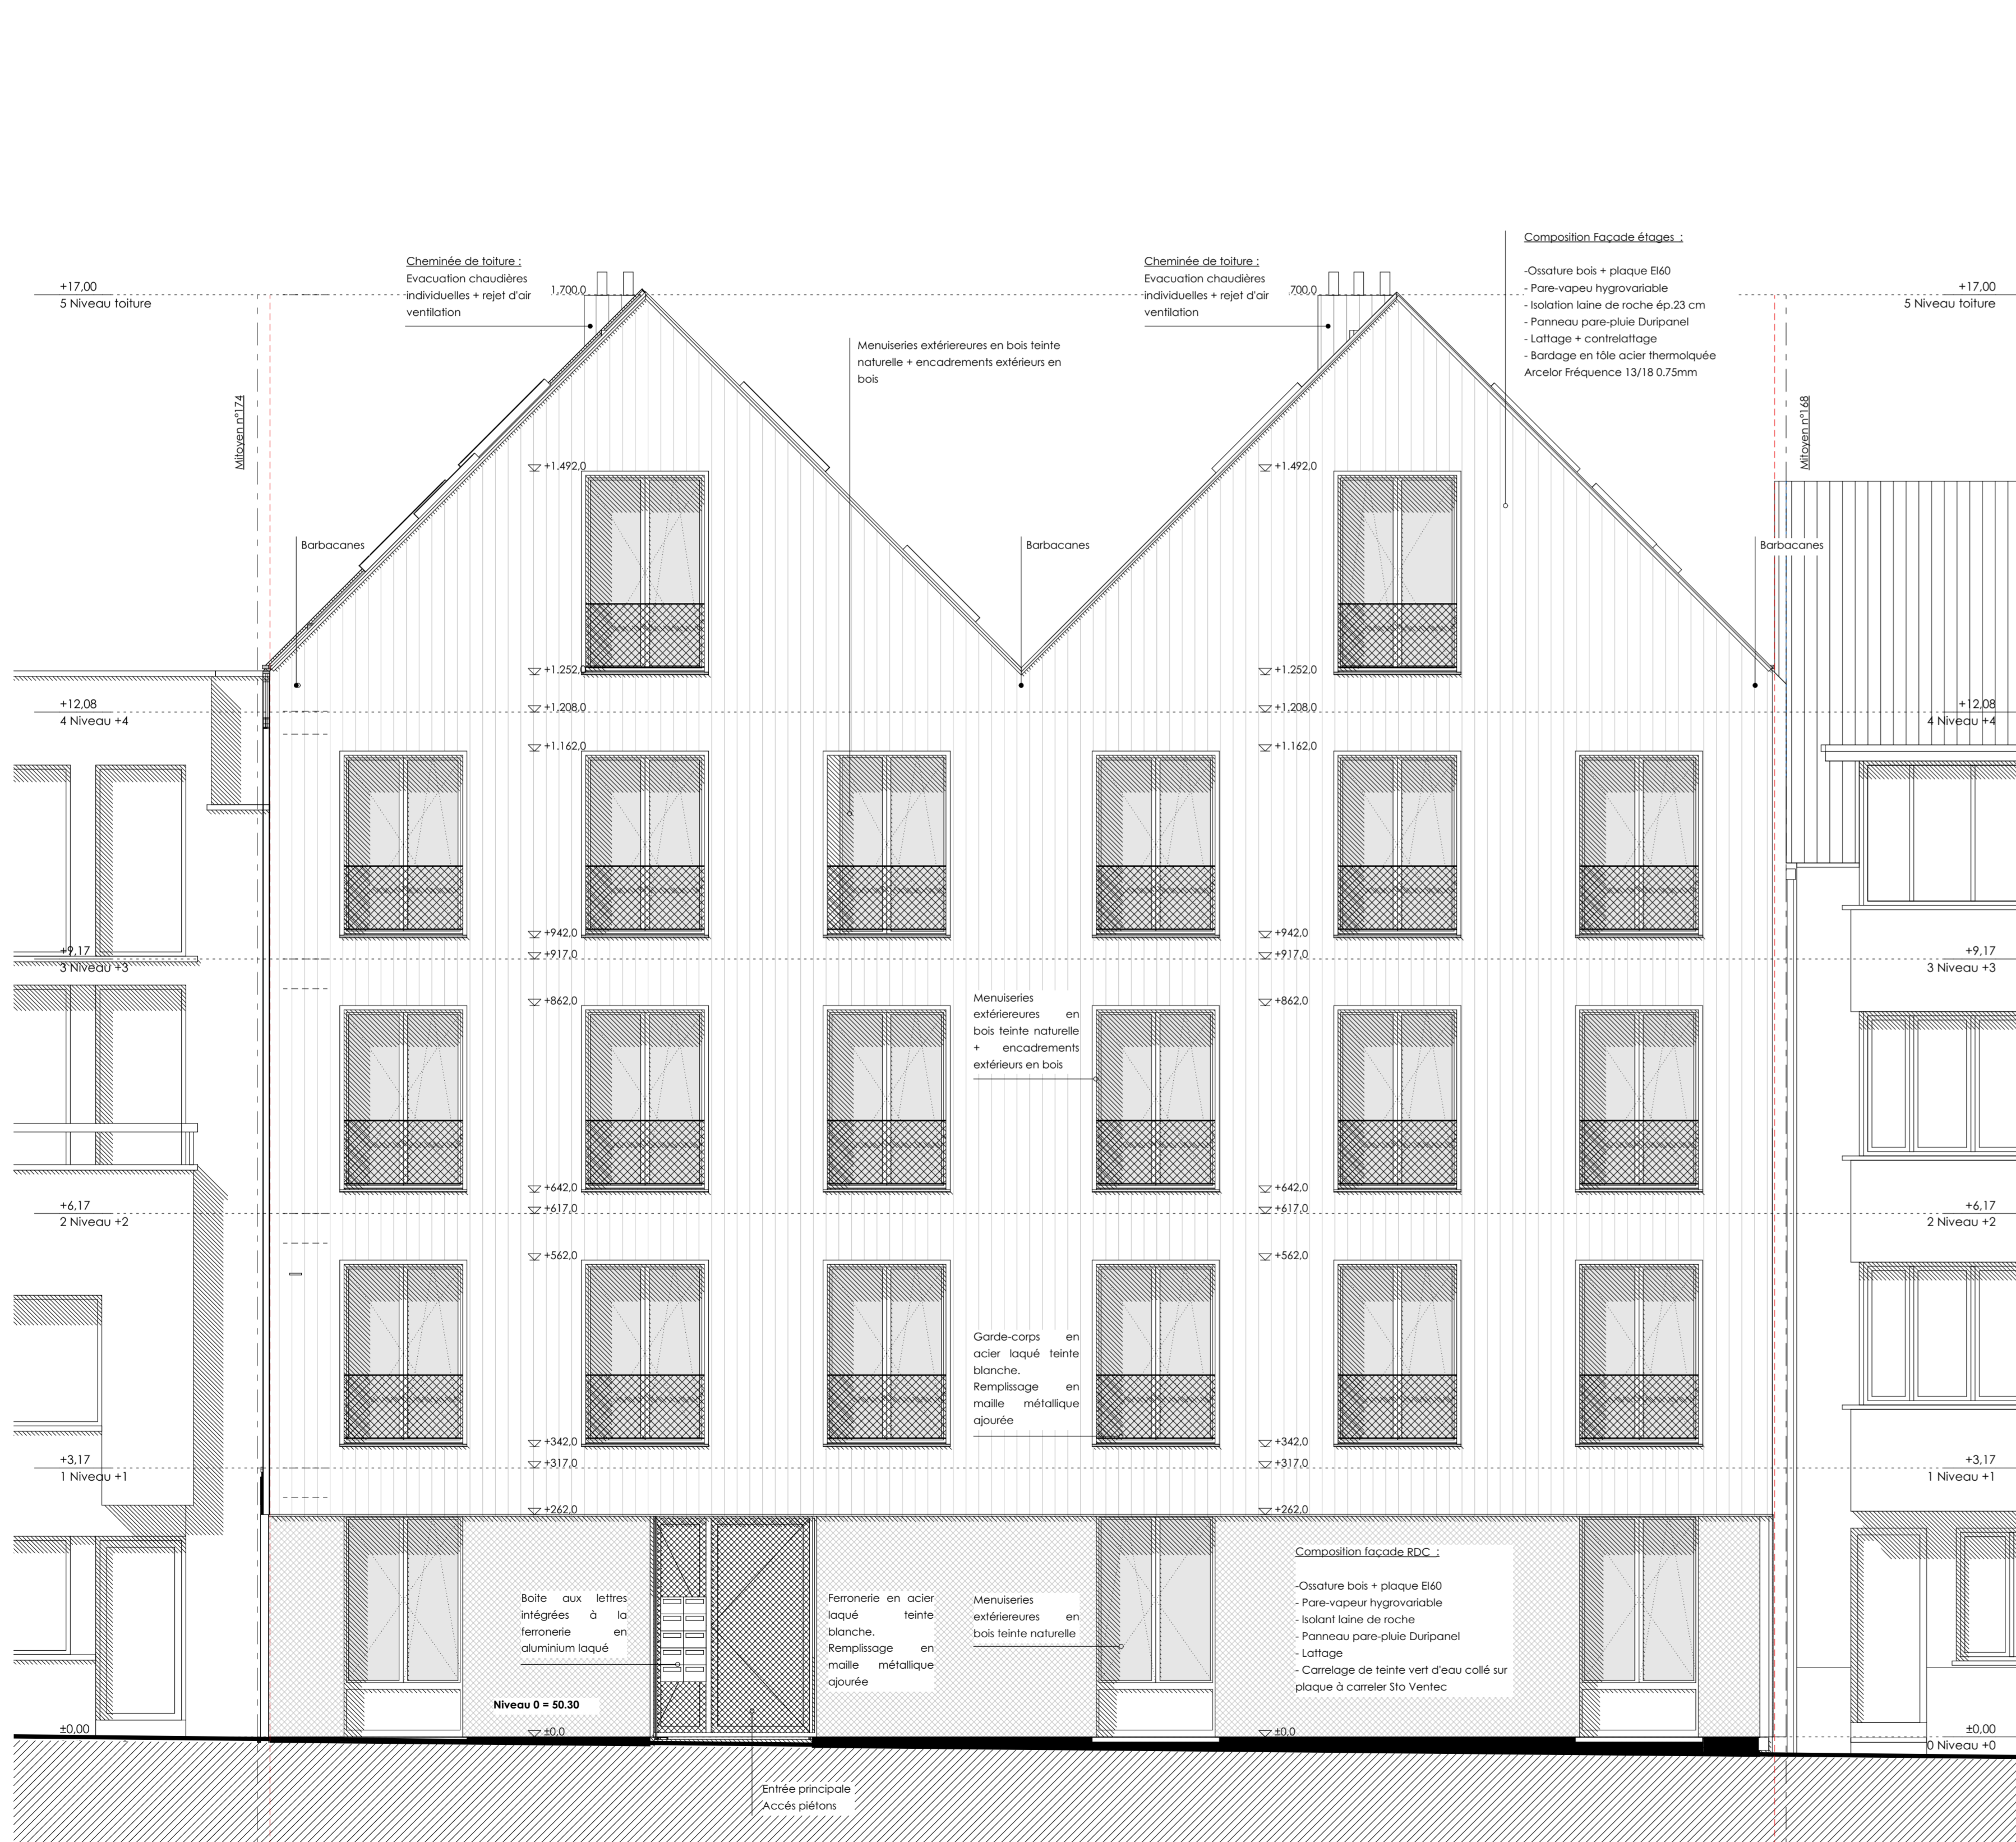 Composition Façade étages :
-Ossature bois + plaque EI60
- Pare-vapeu hygrovariable
- Isolation laine de roche ép.23 cm
- Panneau pare-pluie Duripanel
- Lattage + contrelattage
- Bardage en tôle acier thermolquée
Arcelor Fréquence 13/18 0.75mm
Cheminée de toiture :
Evacuation chaudières
individuelles + rejet d'air
ventilation
Cheminée de toiture :
Evacuation chaudières
individuelles + rejet d'air
ventilation
+17,00
5 Niveau toiture
1,700,0
700,0
+17,00
5 Niveau toiture
Menuiseries extériereures en bois teinte
naturelle + encadrements extérieurs en
bois
Mitoyen n°174
Mitoyen n°168
+1.492,0
+1.492,0
Barbacanes
Barbacanes
Barbacanes
+1.252,0
+1.252,0
+12,08
4 Niveau +4
+1,208,0
+1,208,0
+12,08
4 Niveau +4
+1.162,0
+1.162,0
+942,0
+942,0
+9,17
3 Niveau +3
+917,0
+917,0
+9,17
3 Niveau +3
+862,0
+862,0
Menuiseries
extériereures en
bois teinte naturelle
+ encadrements
extérieurs en bois
+642,0
+642,0
+6,17
2 Niveau +2
+617,0
+617,0
+6,17
2 Niveau +2
+562,0
+562,0
Garde-corps en
acier laqué teinte
blanche.
Remplissage en
maille métallique
ajourée
+342,0
+342,0
+3,17
1 Niveau +1
+317,0
+317,0
+3,17
1 Niveau +1
+262,0
+262,0
Composition façade RDC :
-Ossature bois + plaque EI60
- Pare-vapeur hygrovariable
- Isolant laine de roche
- Panneau pare-pluie Duripanel
- Lattage
- Carrelage de teinte vert d'eau collé sur
plaque à carreler Sto Ventec
Boite aux lettres
intégrées à la
ferronerie en
aluminium laqué
Ferronerie en acier
laqué teinte
blanche.
Remplissage en
maille métallique
ajourée
Menuiseries
extériereures en
bois teinte naturelle
Niveau 0 = 50.30
±0,00
±0,0
±0,0
±0,00
0 Niveau +0
Entrée principale
Accés piétons